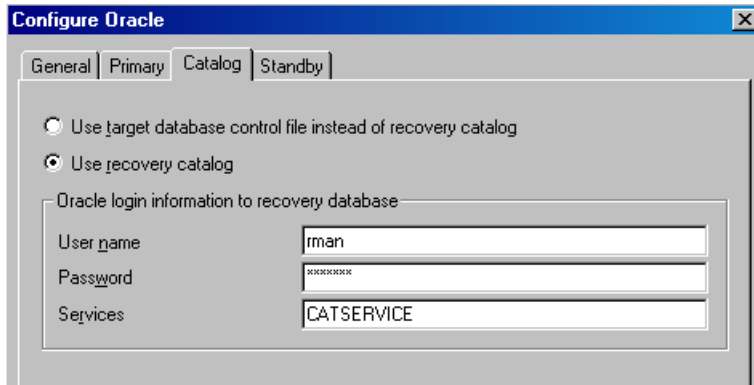 Configure Oracle
General Primary Catalog Standby
Use target database control file instead of recovery catalog
Use recovery catalog
Oracle login information to recovery database
User name rman
Password *******
Services CATSERVICE